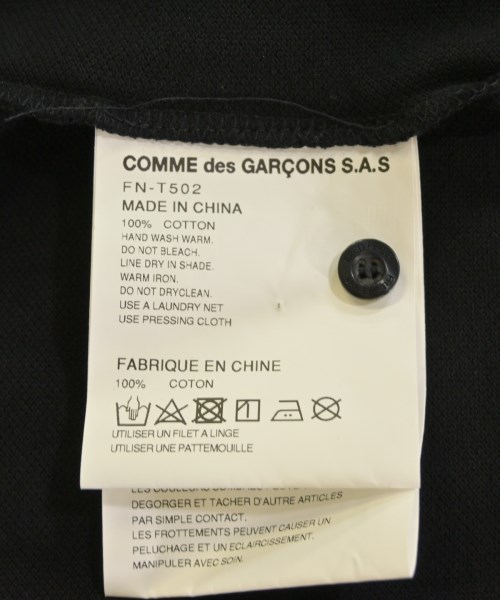 COMME des GARÇONS S.A.S
FN-T502
MADE IN CHINA
100% COTTON
HAND WASH WARM.
DO NOT BLEACH.
LINE DRY IN SHADE.
WARM IRON.
DO NOT DRYCLEAN.
USE A LAUNDRY NET
USE PRESSING CLOTH
FABRIQUE EN CHINE
100% COTON
UTILISER UN FILET A LINGE
UTILISER UNE PATTEMOUILLE
DEGORGER ET TACHER D'AUTRE ARTICLES
PAR SIMPLE CONTACT.
LES FROTTEMENTS PEUVENT CAUSER UN
PELUCHAGE ET UN ECLAIRCISSEMENT.
MANIPULER AVEC SOIN.